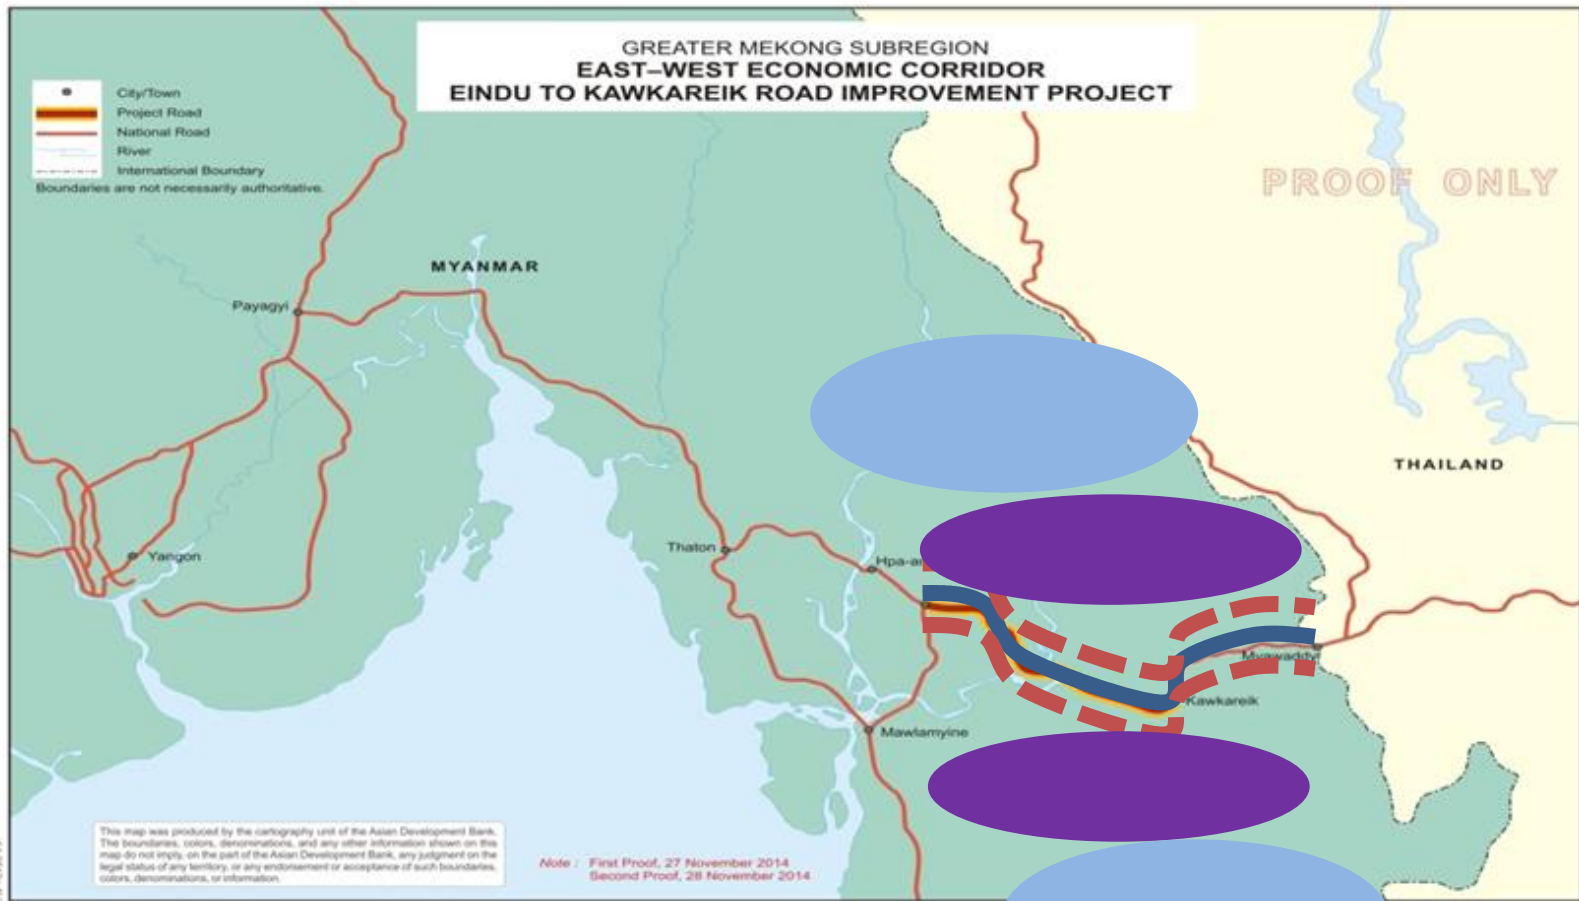 GREATER MEKONG SUBREGION
EAST–WEST ECONOMIC CORRIDOR
EINDU TO KAWKAREIK ROAD IMPROVEMENT PROJECT
City/Town
Project Road
National Road
River
International Boundary
Boundaries are not necessarily authoritative.
PROOF ONLY
MYANMAR
Payagyi
THAILAND
Yangon
Thaton
Hpa-an
Myawaddy
Kawkareik
Mawlamyine
This map was produced by the cartography unit of the Asian Development Bank.
The boundaries, colors, denominations, and any other information shown on this
map do not imply, on the part of the Asian Development Bank, any judgment on the
legal status of any territory, or any endorsement or acceptance of such boundaries,
colors, denominations, or information.
Note : First Proof, 27 November 2014
Second Proof, 28 November 2014